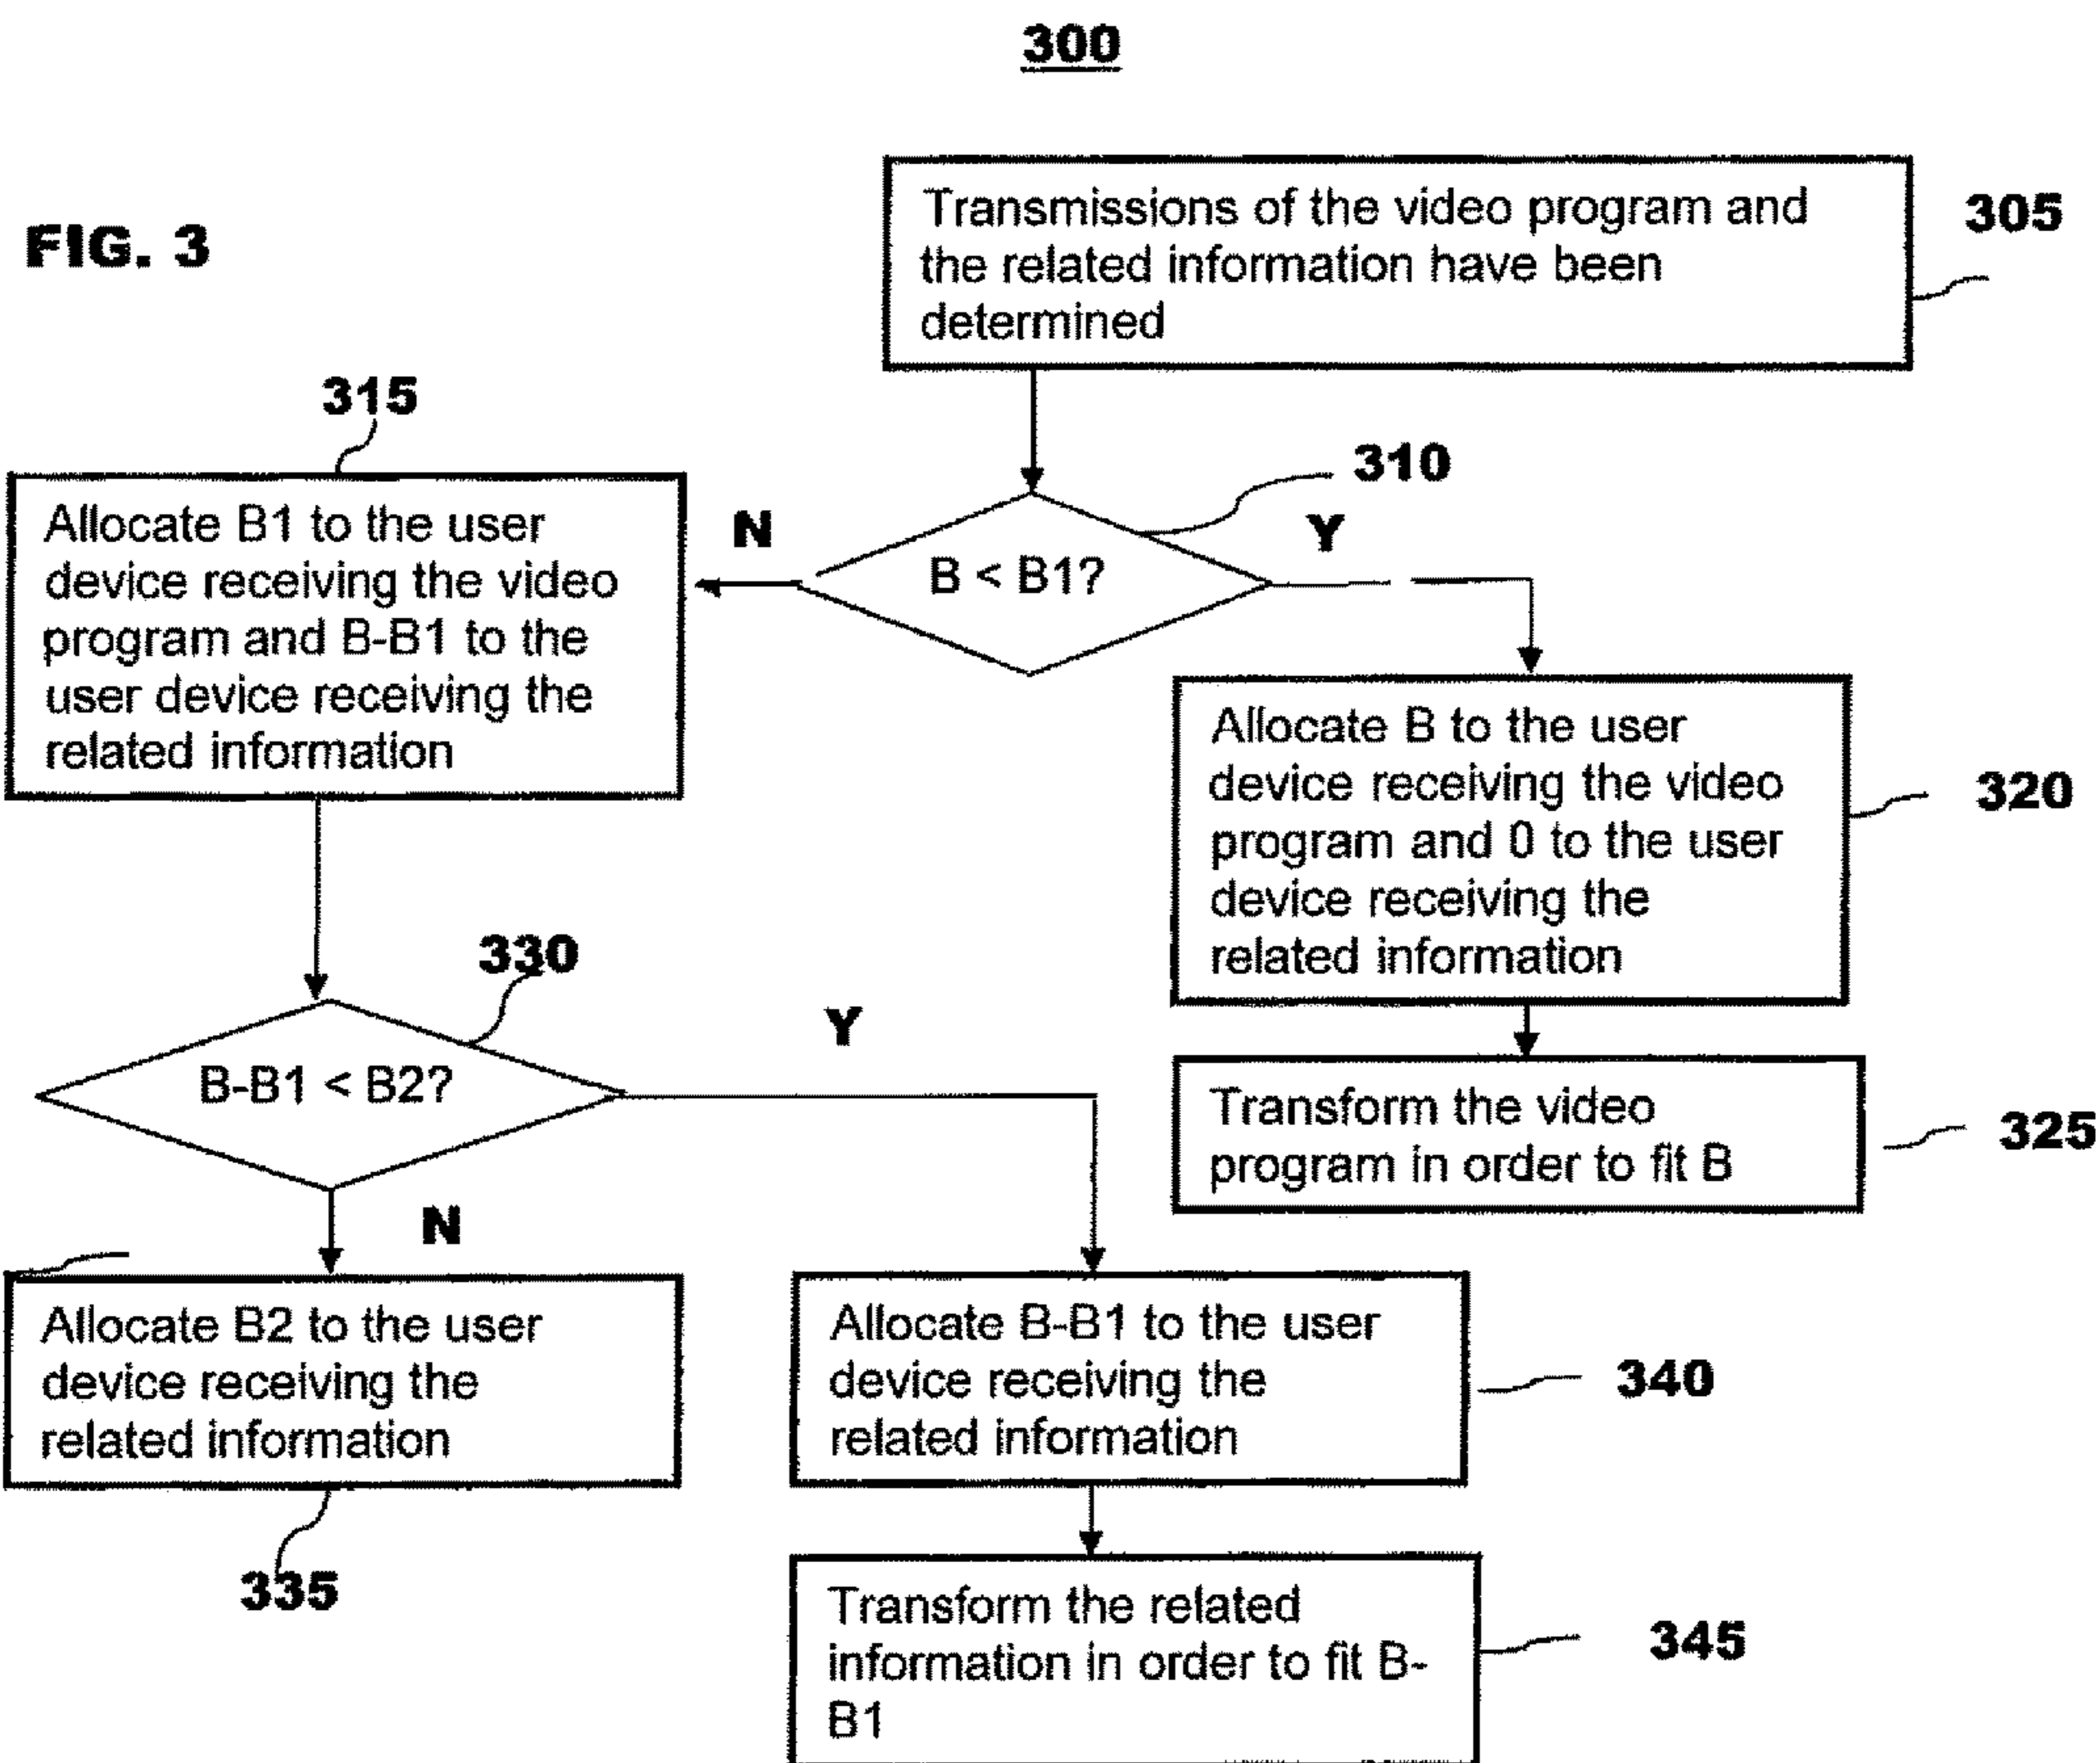 300
FIG. 3
Transmissions of the video program and
the related information have been
determined
305
310
B < B1?
N
Y
315
Allocate B1 to the user
device receiving the video
program and B-B1 to the
user device receiving the
related information
Allocate B to the user
device receiving the video
program and 0 to the user
device receiving the
related information
320
Transform the video
program in order to fit B
325
330
B-B1 < B2?
Y
N
Allocate B2 to the user
device receiving the
related information
335
Allocate B-B1 to the user
device receiving the
related information
340
Transform the related
information in order to fit B-
B1
345